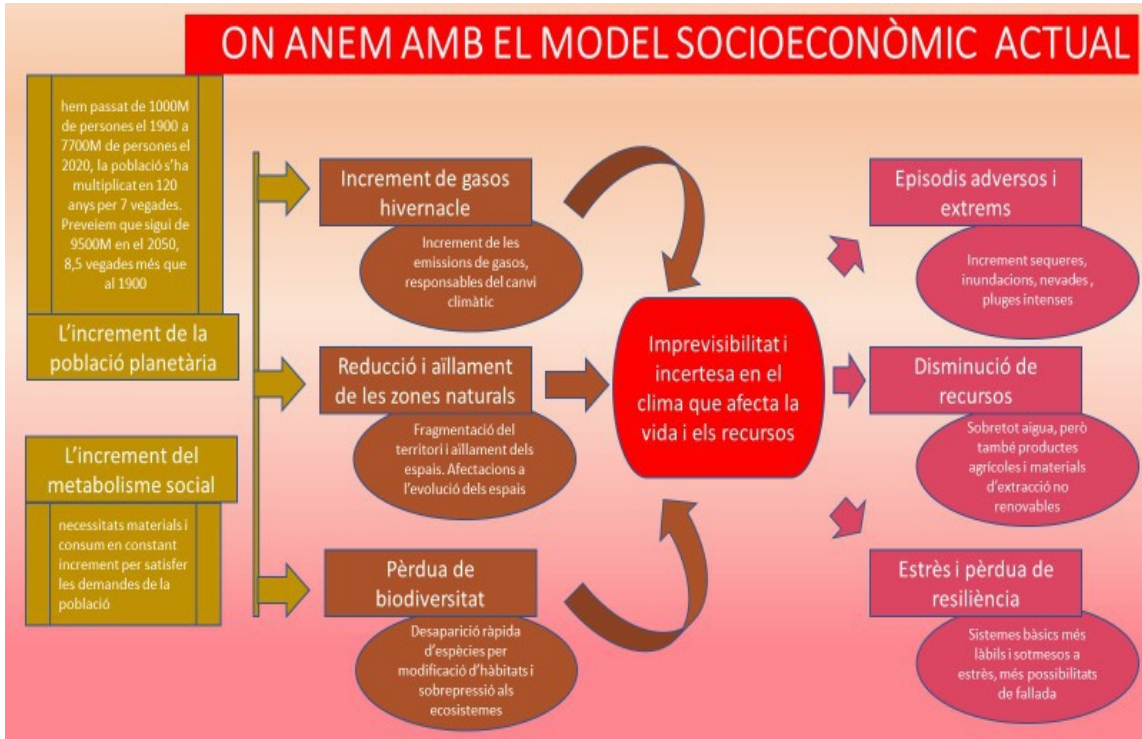 ON ANEM AMB EL MODEL SOCIOECONÒMIC ACTUAL
hem passat de 1000M
de persones el 1900 a
7700M de persones el
2020, la població s'ha
multiplicat en 120
anys per 7 vegades.
Preveiem que sigui de
9500M en el 2050,
8,5 vegades més que
al 1900
L'increment de la
població planetària
L'increment del
metabolisme social
necessitats materials i
consum en constant
increment per satisfer
les demandes de la
població
Increment de gasos
hivernacle
Increment de les
emissions de gasos,
responsables del canvi
climàtic
Reducció i aïllament
de les zones naturals
Fragmentació del
territori i aïllament dels
espais. Afectacions a
l'evolució dels espais
Pèrdua de
biodiversitat
Desaparició ràpida
d'espècies per
modificació d'hàbitats i
sobrepressió als
ecosistemes
Imprevisibilitat i
incertesa en el
clima que afecta la
vida i els recursos
Episodis adversos i
extrems
Increment sequeres,
inundacions, nevades ,
pluges intenses
Disminució de
recursos
Sobretot aigua, però
també productes
agrícoles i materials
d'extracció no
renovables
Estrès i pèrdua de
resiliència
Sistemes bàsics més
làbils i sotmesos a
estrès, més possibilitats
de fallada